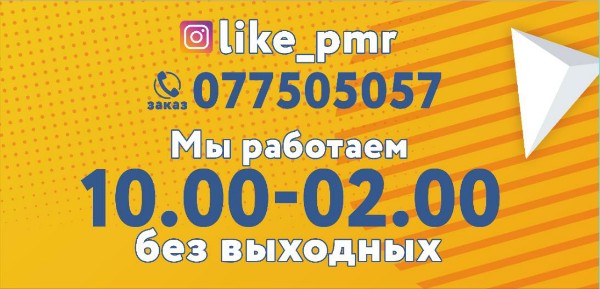 like_pmr
заказ 077505057
Мы работаем
10.00-02.00
без выходных